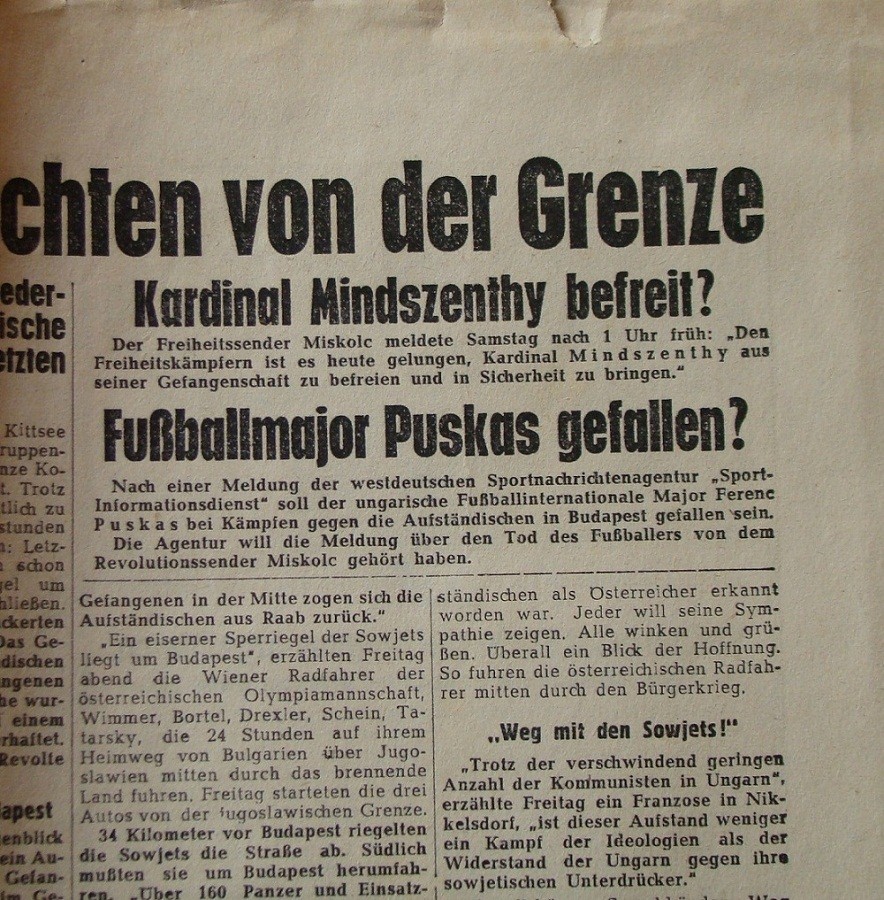 chten von der Grenze
Kardinal Mindszenthy befreit?
Der Freiheitssender Miskolc meldete Samstag nach 1 Uhr früh: „Den
Freiheitskämpfern ist es heute gelungen, Kardinal Mindszenthy aus
seiner Gefangenschaft zu befreien und in Sicherheit zu bringen.“
Fußballmajor Puskas gefallen?
Nach einer Meldung der westdeutschen Sportnachrichtenagentur „Sport-
Informationsdienst“ soll der ungarische Fußballinternationale Major Ferenc
Puskas bei Kämpfen gegen die Aufständischen in Budapest gefallen sein.
Die Agentur will die Meldung über den Tod des Fußballers von dem
Revolutionssender Miskolc gehört haben.
eder-
ische
etzten
Kittsee
ruppen-
nze Ko-
t. Trotz
tlich zu
stunden
n: Letz-
schon
gel um
hließen.
ckerten
Das Ge-
dischen
ngenen
he wur-
einem
rhaftet.
Revolte
apest
enblick
ein Au-
Gefan-
im Ge-
Gefangenen in der Mitte zogen sich die
Aufständischen aus Raab zurück.“
„Ein eiserner Sperriegel der Sowjets
liegt um Budapest“, erzählten Freitag
abend die Wiener Radfahrer der
österreichischen Olympiamannschaft,
Wimmer, Bortel, Drexler, Schein, Ta-
tarsky, die 24 Stunden auf ihrem
Heimweg von Bulgarien über Jugo-
slawien mitten durch das brennende
Land fuhren. Freitag starteten die drei
Autos von der jugoslawischen Grenze.
34 Kilometer vor Budapest riegelten
die Sowjets die Straße ab. Südlich
mußten sie um Budapest herumfah-
ren. „Über 160 Panzer und Einsatz-
ständischen als Österreicher erkannt
worden war. Jeder will seine Sym-
pathie zeigen. Alle winken und grü-
ßen. Überall ein Blick der Hoffnung.
So fuhren die österreichischen Radfah-
rer mitten durch den Bürgerkrieg.
„Weg mit den Sowjets!“
„Trotz der verschwindend geringen
Anzahl der Kommunisten in Ungarn“,
erzählte Freitag ein Franzose in Nik-
kelsdorf, „ist dieser Aufstand weniger
ein Kampf der Ideologien als der
Widerstand der Ungarn gegen ihre
sowjetischen Unterdrücker.“